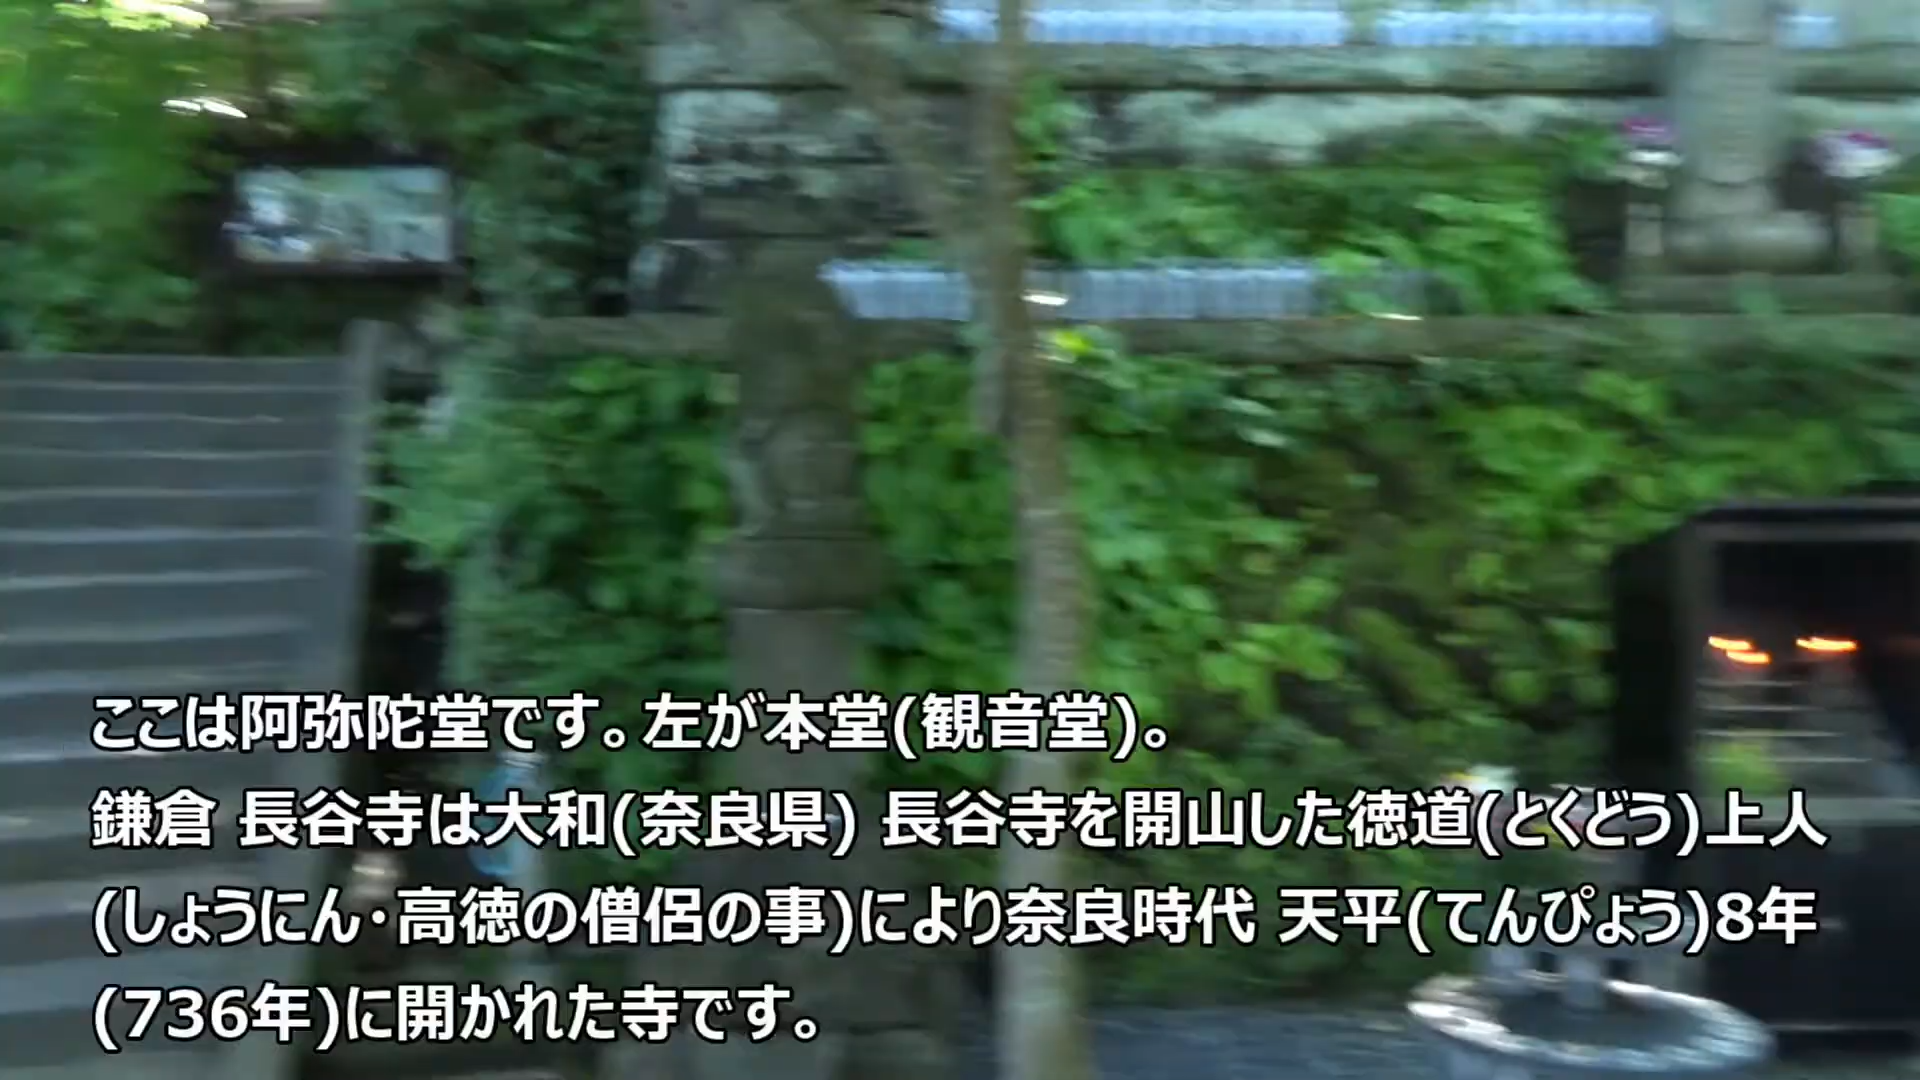 ここは阿弥陀堂です。左が本堂(観音堂)。
鎌倉 長谷寺は大和(奈良県) 長谷寺を開山した徳道(とくどう)上人
(しょうにん・高徳の僧侶の事)により奈良時代 天平(てんぴょう)8年
(736年)に開かれた寺です。